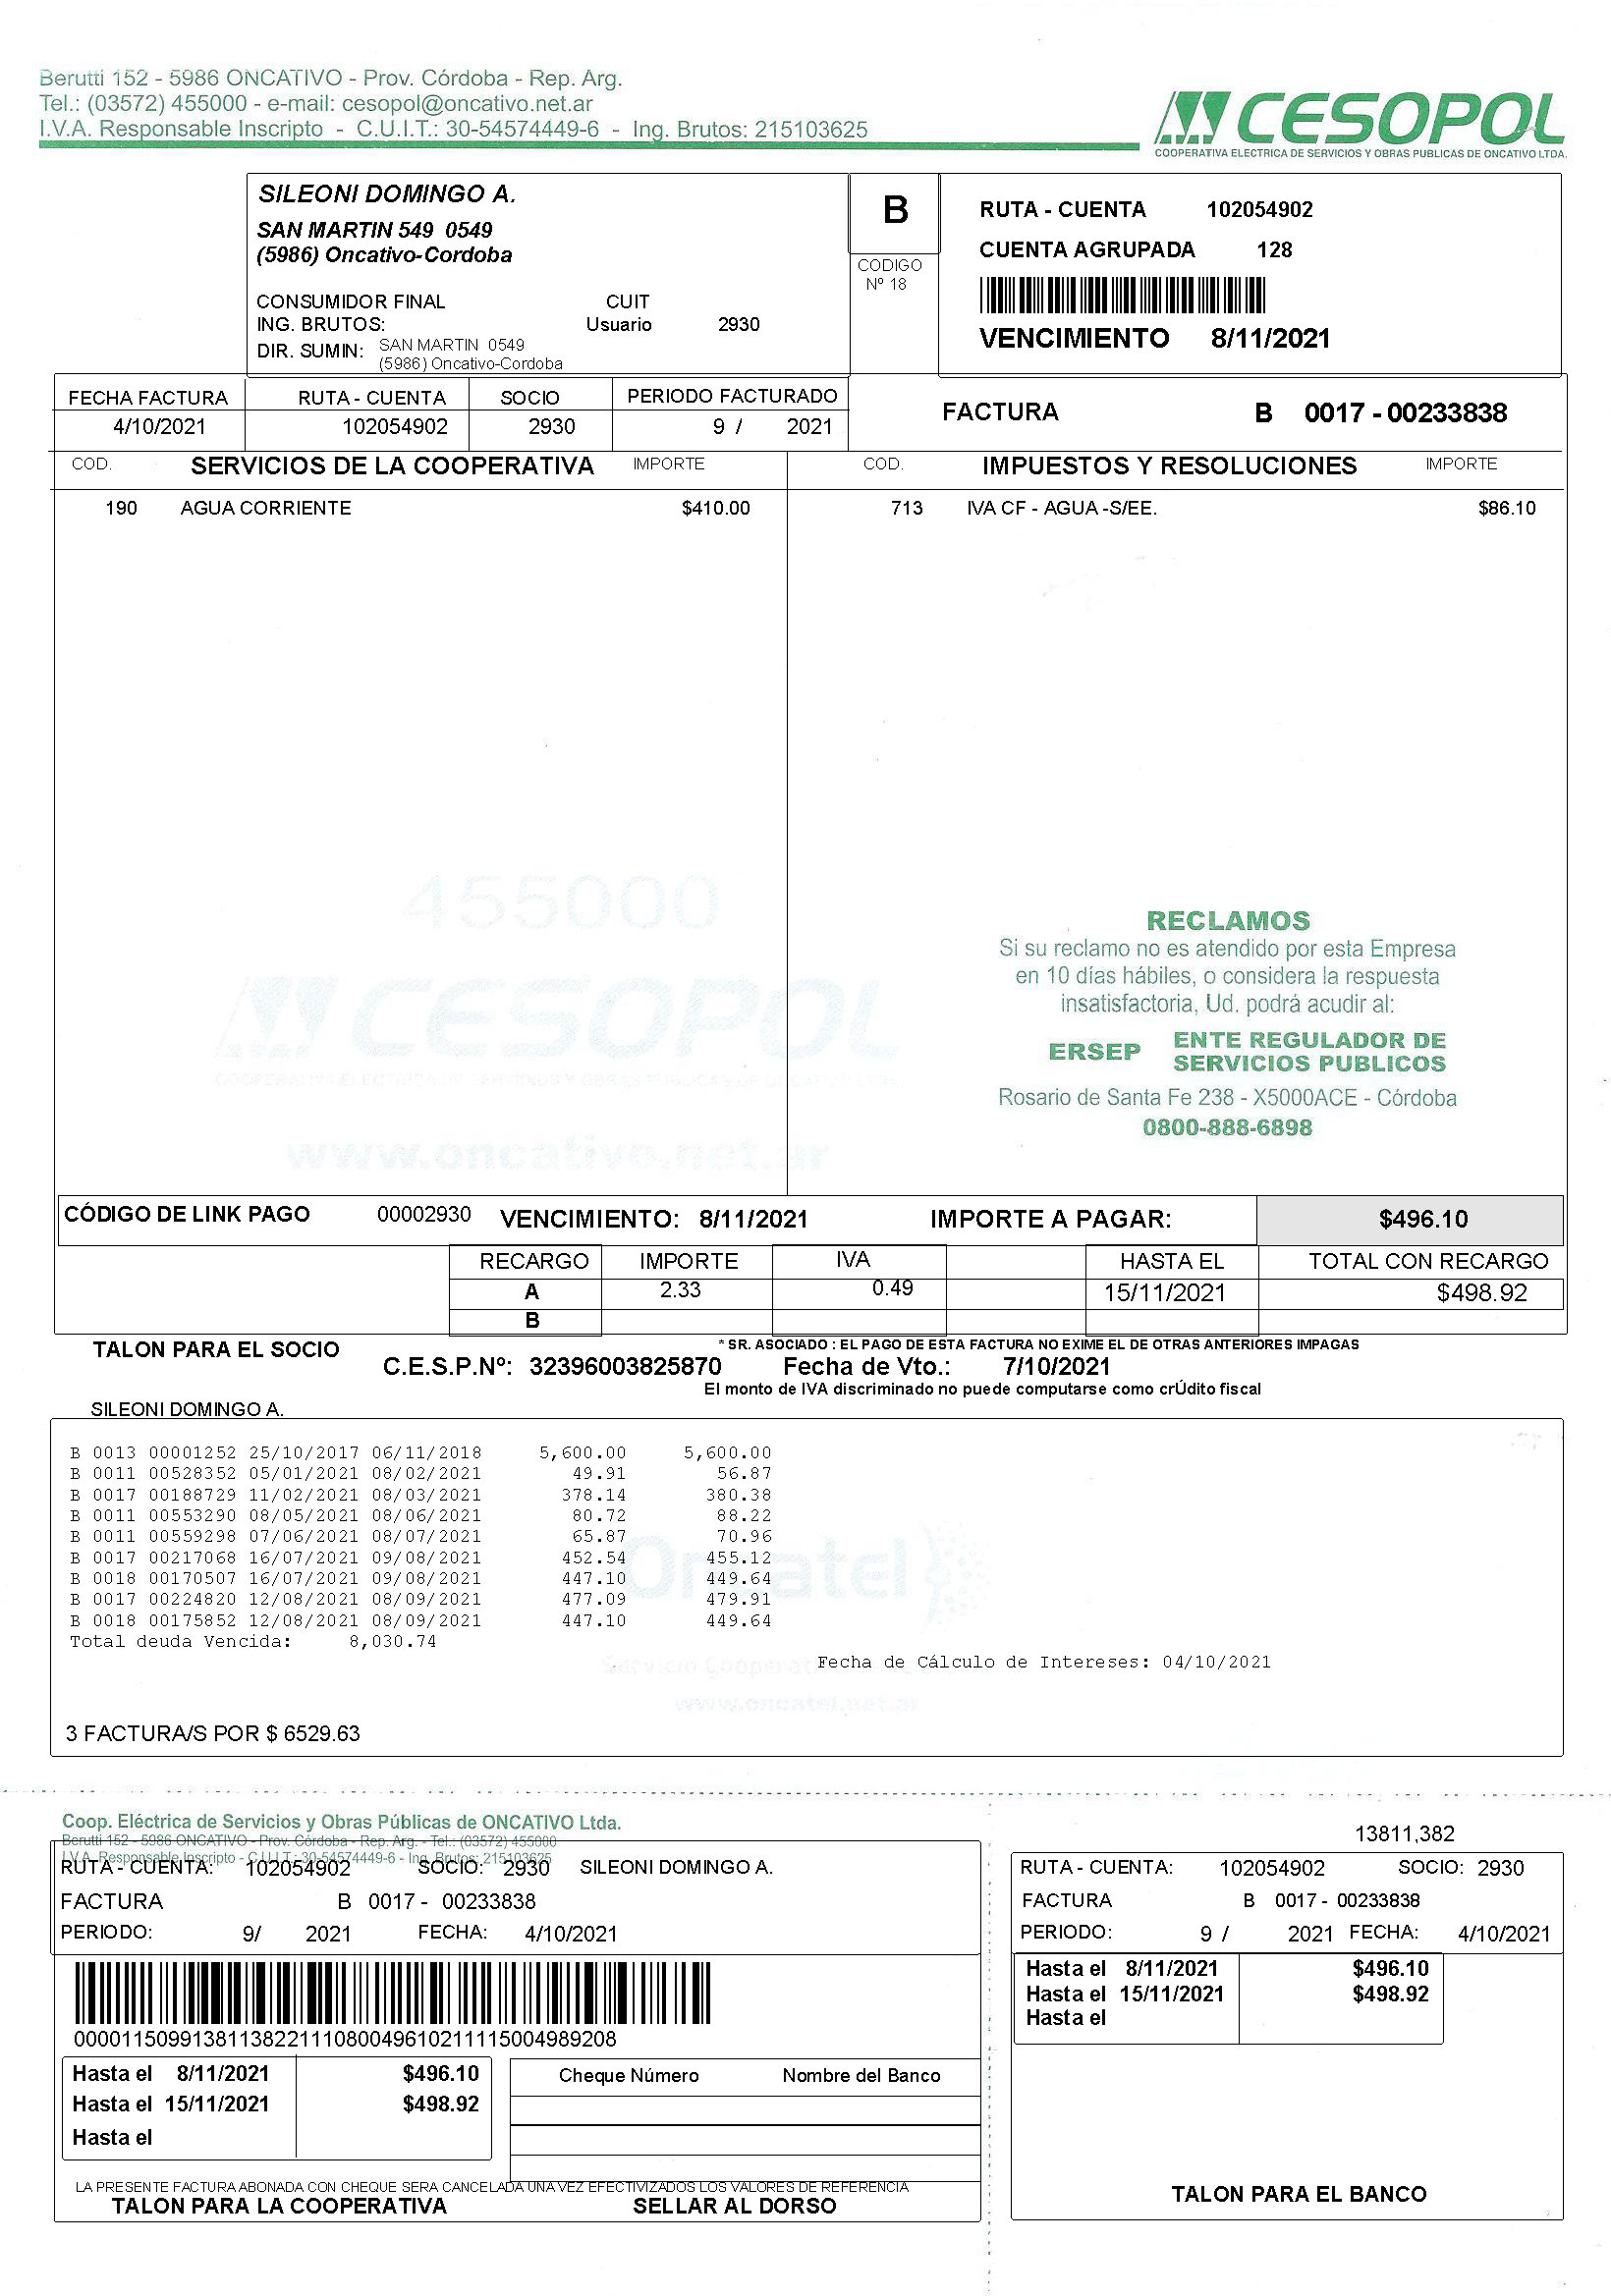 Berutti 152 - 5986 ONCATIVO - Prov. Córdoba - Rep. Arg.
Tel.: (03572) 455000 - e-mail: cesopol@oncativo.net.ar
I.V.A. Responsable Inscripto - C.U.I.T.: 30-54574449-6 - Ing. Brutos: 215103625
CESOPOL
COOPERATIVA ELECTRICA DE SERVICIOS Y OBRAS PUBLICAS DE ONCATIVO LTDA.
SILEONI DOMINGO A.
SAN MARTIN 549 0549
(5986) Oncativo-Cordoba
CONSUMIDOR FINAL CUIT
ING. BRUTOS: Usuario 2930
DIR. SUMIN: SAN MARTIN 0549
(5986) Oncativo-Cordoba
B
CODIGO
Nº 18
RUTA - CUENTA 102054902
CUENTA AGRUPADA 128
VENCIMIENTO 8/11/2021
FECHA FACTURA RUTA - CUENTA SOCIO PERIODO FACTURADO
4/10/2021 102054902 2930 9 / 2021
FACTURA B 0017 - 00233838
COD. SERVICIOS DE LA COOPERATIVA IMPORTE COD. IMPUESTOS Y RESOLUCIONES IMPORTE
190 AGUA CORRIENTE $410.00 713 IVA CF - AGUA -S/EE. $86.10
455000
CESOPOL
COOPERATIVA ELECTRICA DE SERVICIOS Y OBRAS PUBLICAS DE ONCATIVO LTDA.
www.oncativo.net.ar
RECLAMOS
Si su reclamo no es atendido por esta Empresa
en 10 días hábiles, o considera la respuesta
insatisfactoria, Ud. podrá acudir al:
ERSEP ENTE REGULADOR DE
SERVICIOS PUBLICOS
Rosario de Santa Fe 238 - X5000ACE - Córdoba
0800-888-6898
CÓDIGO DE LINK PAGO 00002930 VENCIMIENTO: 8/11/2021 IMPORTE A PAGAR: $496.10
RECARGO IMPORTE IVA HASTA EL TOTAL CON RECARGO
A 2.33 0.49 15/11/2021 $498.92
B
TALON PARA EL SOCIO
* SR. ASOCIADO : EL PAGO DE ESTA FACTURA NO EXIME EL DE OTRAS ANTERIORES IMPAGAS
C.E.S.P.Nº: 32396003825870 Fecha de Vto.: 7/10/2021
El monto de IVA discriminado no puede computarse como crÚdito fiscal
SILEONI DOMINGO A.
B 0013 00001252 25/10/2017 06/11/2018 5,600.00 5,600.00
B 0011 00528352 05/01/2021 08/02/2021 49.91 56.87
B 0017 00188729 11/02/2021 08/03/2021 378.14 380.38
B 0011 00553290 08/05/2021 08/06/2021 80.72 88.22
B 0011 00559298 07/06/2021 08/07/2021 65.87 70.96
B 0017 00217068 16/07/2021 09/08/2021 452.54 455.12
B 0018 00170507 16/07/2021 09/08/2021 447.10 449.64
B 0017 00224820 12/08/2021 08/09/2021 477.09 479.91
B 0018 00175852 12/08/2021 08/09/2021 447.10 449.64
Total deuda Vencida: 8,030.74
Oncatel
Servicio Cooperat
Fecha de Cálculo de Intereses: 04/10/2021
www.oncatel.net.ar
3 FACTURA/S POR $ 6529.63
Coop. Eléctrica de Servicios y Obras Públicas de ONCATIVO Ltda.
Berutti 152 - 5986 ONCATIVO - Prov. Córdoba - Rep. Arg. - Tel.: (03572) 455000
I.V.A. Responsable Inscripto - C.U.I.T.: 30-54574449-6 - Ing. Brutos: 215103625
RUTA - CUENTA: 102054902 SOCIO: 2930 SILEONI DOMINGO A.
FACTURA B 0017 - 00233838
PERIODO: 9/ 2021 FECHA: 4/10/2021
0000115099138113822111080049610211115004989208
Hasta el 8/11/2021 $496.10
Hasta el 15/11/2021 $498.92
Hasta el
Cheque Número Nombre del Banco
LA PRESENTE FACTURA ABONADA CON CHEQUE SERA CANCELADA UNA VEZ EFECTIVIZADOS LOS VALORES DE REFERENCIA
TALON PARA LA COOPERATIVA SELLAR AL DORSO
13811,382
RUTA - CUENTA: 102054902 SOCIO: 2930
FACTURA B 0017 - 00233838
PERIODO: 9 / 2021 FECHA: 4/10/2021
Hasta el 8/11/2021 $496.10
Hasta el 15/11/2021 $498.92
Hasta el
TALON PARA EL BANCO